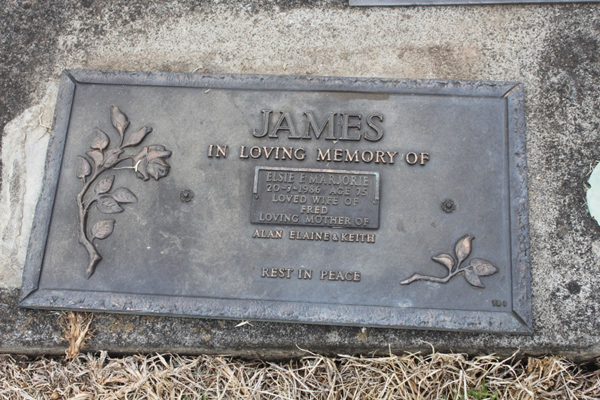 JAMES
IN LOVING MEMORY OF
ELSIE F. MARJORIE
20-3-1986 AGE 75
LOVED WIFE OF
FRED
LOVING MOTHER OF
ALAN ELAINE & KEITH
REST IN PEACE